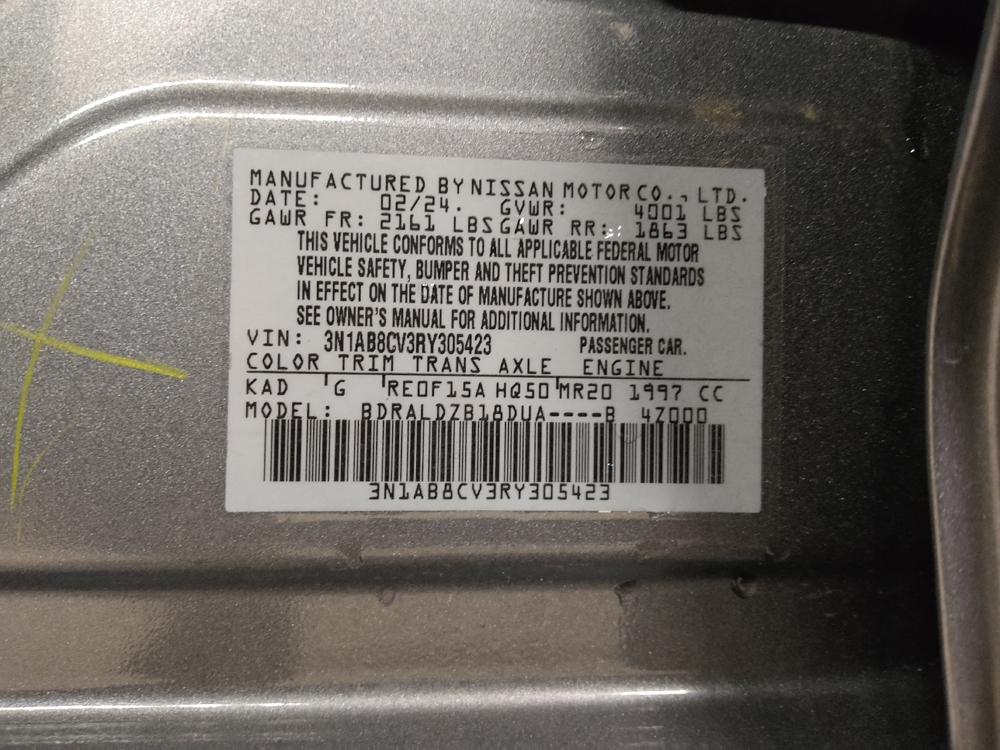 MANUFACTURED BY NISSAN MOTOR CO., LTD.
DATE: 02/24. GVWR: 4001 LBS
GAWR FR: 2161 LBS GAWR RR: 1863 LBS
THIS VEHICLE CONFORMS TO ALL APPLICABLE FEDERAL MOTOR
VEHICLE SAFETY, BUMPER AND THEFT PREVENTION STANDARDS
IN EFFECT ON THE DATE OF MANUFACTURE SHOWN ABOVE.
SEE OWNER'S MANUAL FOR ADDITIONAL INFORMATION.
VIN: 3N1AB8CV3RY305423 PASSENGER CAR.
COLOR TRIM TRANS AXLE ENGINE
KAD G RE0F15A HQ50 MR20 1997 CC
MODEL: BDRALDZB18DUA----B 4Z000
3N1AB8CV3RY305423